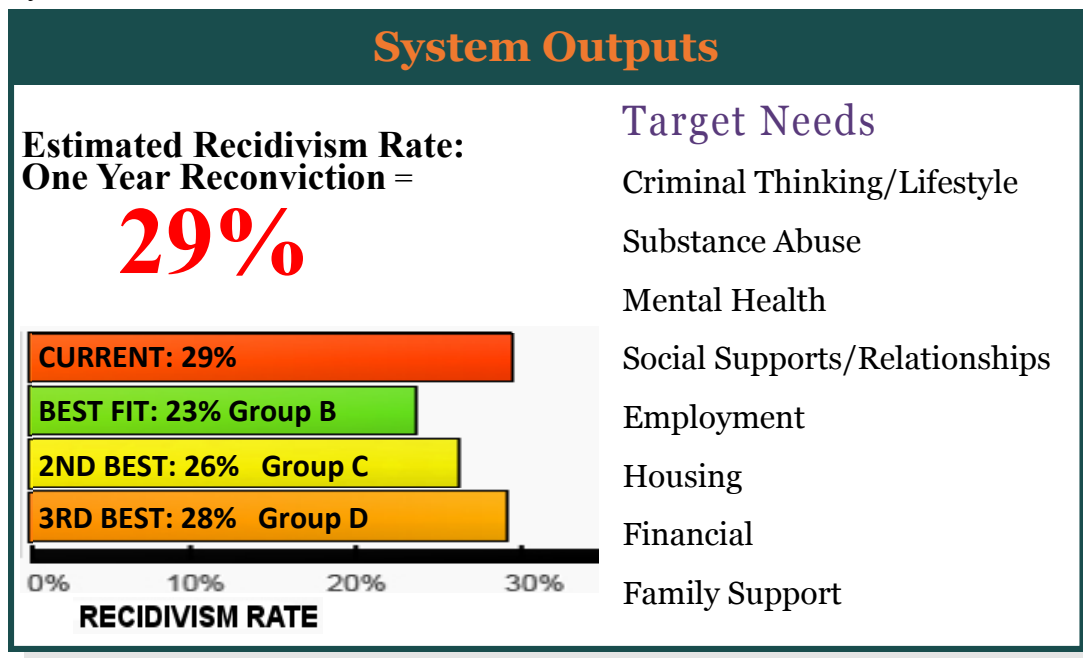 System Outputs
Estimated Recidivism Rate:
One Year Reconviction =
29%
CURRENT: 29%
BEST FIT: 23% Group B
2ND BEST: 26% Group C
3RD BEST: 28% Group D
0% 10% 20% 30%
RECIDIVISM RATE
Target Needs
Criminal Thinking/Lifestyle
Substance Abuse
Mental Health
Social Supports/Relationships
Employment
Housing
Financial
Family Support